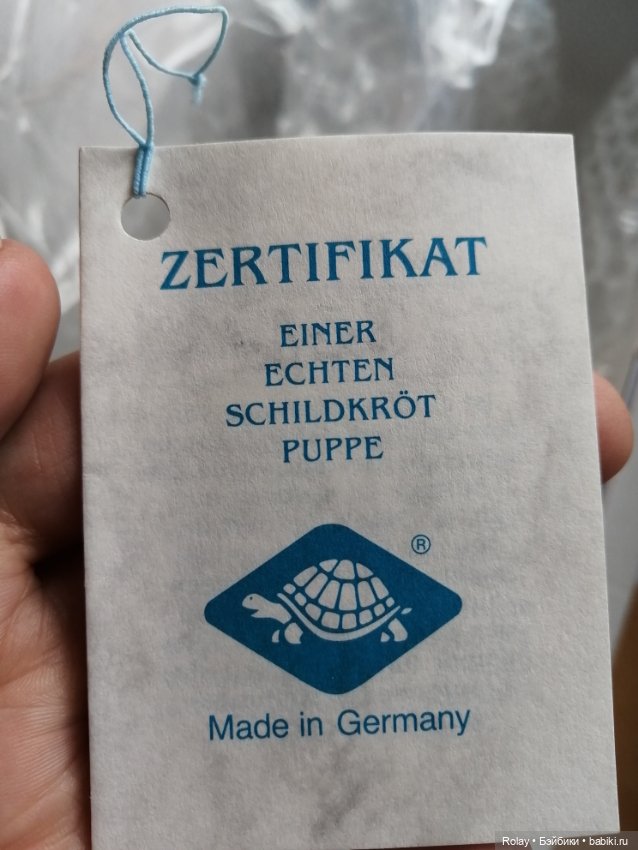 ZERTIFIKAT
EINER
ECHTEN
SCHILDKRÖT
PUPPE
®
Made in Germany
Rolay • Бэйбики • babiki.ru